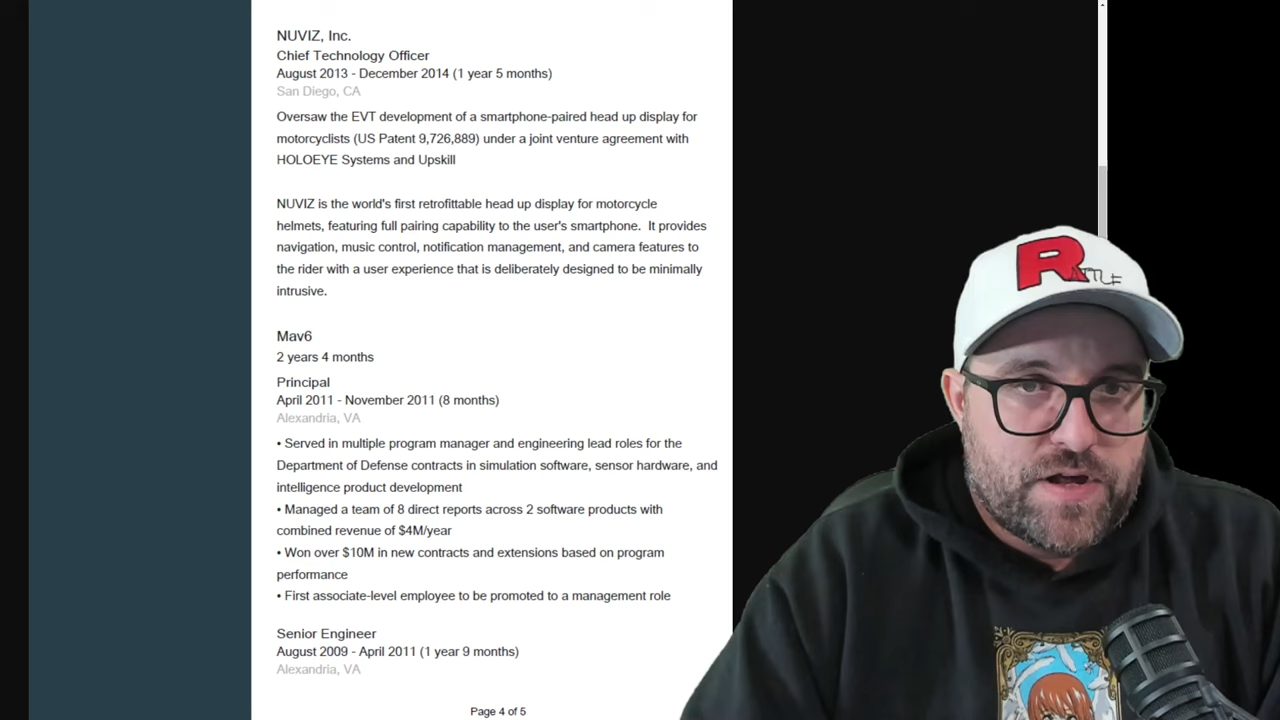 NUVIZ, Inc.
Chief Technology Officer
August 2013 - December 2014 (1 year 5 months)
San Diego, CA
Oversaw the EVT development of a smartphone-paired head up display for
motorcyclists (US Patent 9,726,889) under a joint venture agreement with
HOLOEYE Systems and Upskill
NUVIZ is the world's first retrofittable head up display for motorcycle
helmets, featuring full pairing capability to the user's smartphone.  It provides
navigation, music control, notification management, and camera features to
the rider with a user experience that is deliberately designed to be minimally
intrusive.
Mav6
2 years 4 months
Principal
April 2011 - November 2011 (8 months)
Alexandria, VA
• Served in multiple program manager and engineering lead roles for the
Department of Defense contracts in simulation software, sensor hardware, and
intelligence product development
• Managed a team of 8 direct reports across 2 software products with
combined revenue of $4M/year
• Won over $10M in new contracts and extensions based on program
performance
• First associate-level employee to be promoted to a management role
Senior Engineer
August 2009 - April 2011 (1 year 9 months)
Alexandria, VA
Page 4 of 5
RATTLE